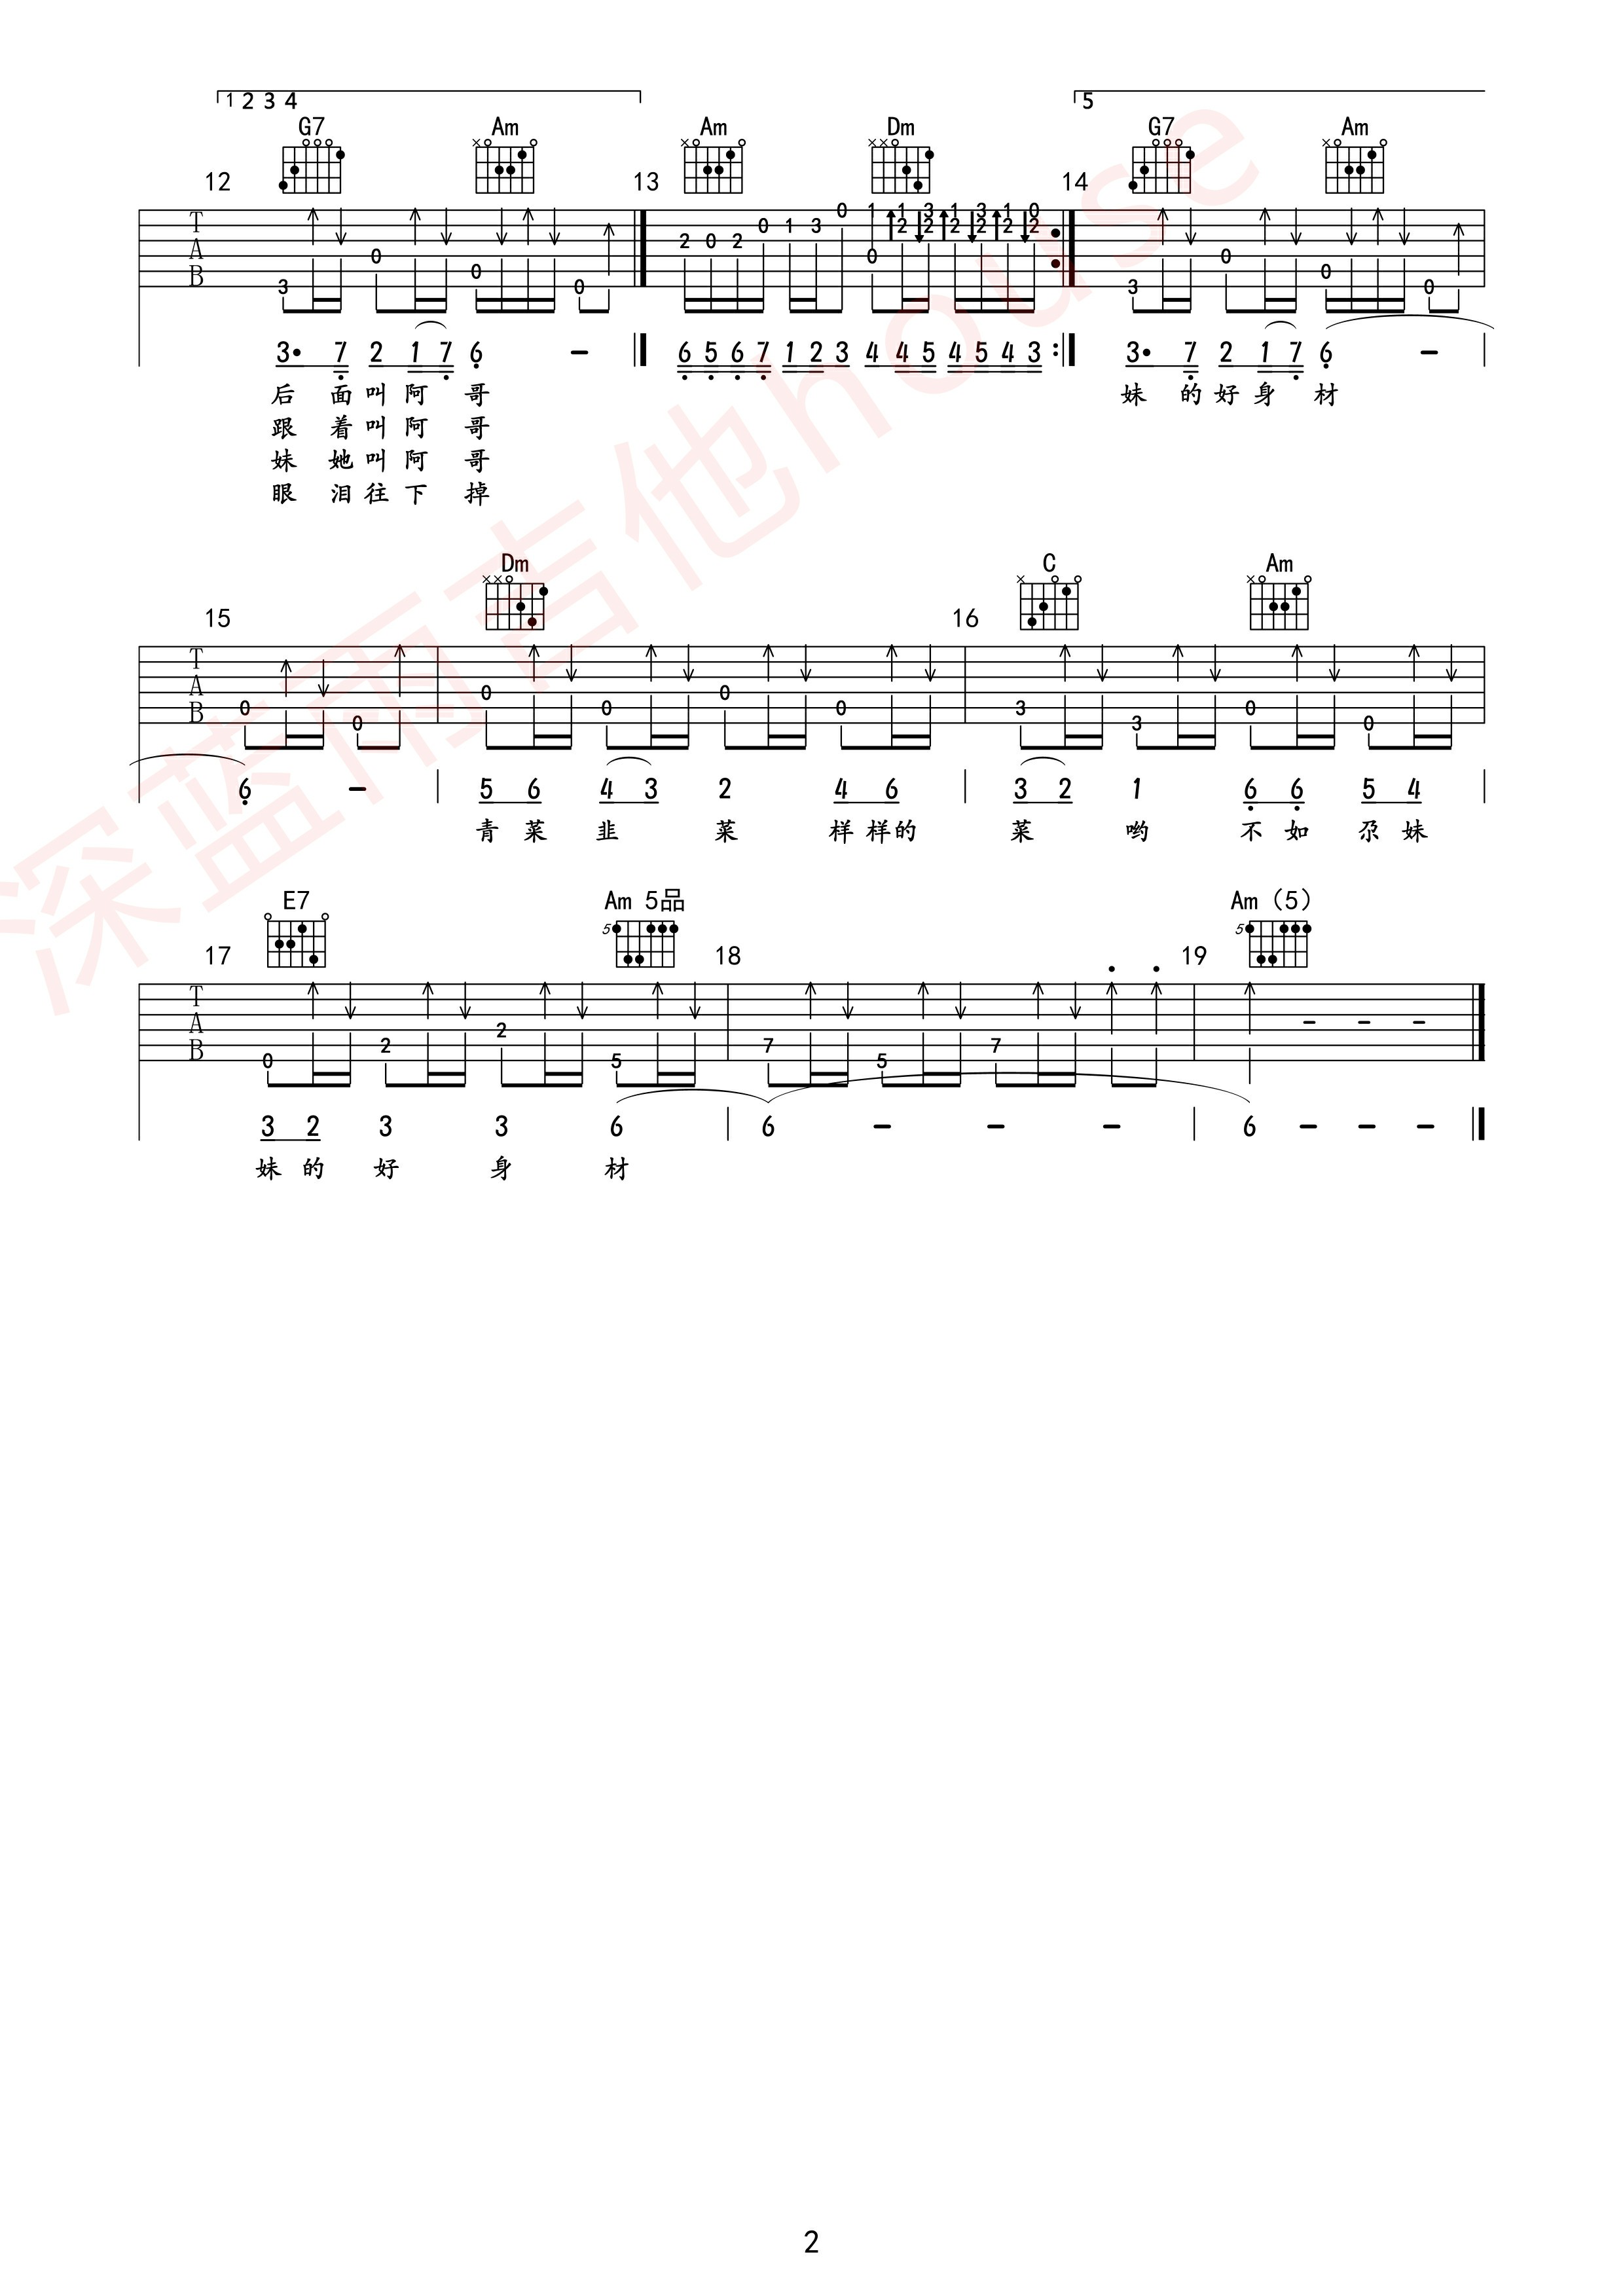 1 2 3 4
5
G7 Am Am Dm G7 Am
12 13 14
T
A
B
3 0 0 0 2 0 2 0 1 3 0 1 0 1 2 3 2 1 2 3 2 1 2 0 2 3 0 0 0
3· 7 2 1 7 6 - 6 5 6 7 1 2 3 4 4 5 4 5 4 3 3· 7 2 1 7 6 -
后 面 叫 阿 哥 妹 的 好 身 材
跟 着 叫 阿 哥
妹 她 叫 阿 哥
眼 泪 往 下 掉
Dm C Am
15 16
T
A
B
0 0 0 0 0 0 3 3 0 0
6 - 5 6 4 3 2 4 6 3 2 1 6 6 5 4
青 菜 韭 菜 样 样 的 菜 哟 不 如 尕 妹
E7 Am 5品 Am (5)
5 5
17 18 19
T
A
B
0 2 2 5 7 5 7 - - -
3 2 3 3 6 6 - - - 6 - - -
妹 的 好 身 材
深蓝雨吉他house
2